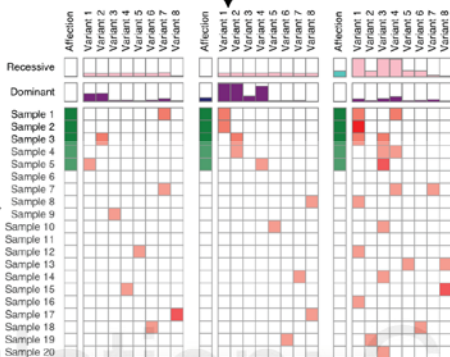 Affection Variant 1 Variant 2 Variant 3 Variant 4 Variant 5 Variant 6 Variant 7 Variant 8
Affection Variant 1 Variant 2 Variant 3 Variant 4 Variant 5 Variant 6 Variant 7 Variant 8
Affection Variant 1 Variant 2 Variant 3 Variant 4 Variant 5 Variant 6 Variant 7 Variant 8
Recessive
Dominant
Sample 1
Sample 2
Sample 3
Sample 4
Sample 5
Sample 6
Sample 7
Sample 8
Sample 9
Sample 10
Sample 11
Sample 12
Sample 13
Sample 14
Sample 15
Sample 16
Sample 17
Sample 18
Sample 19
Sample 20